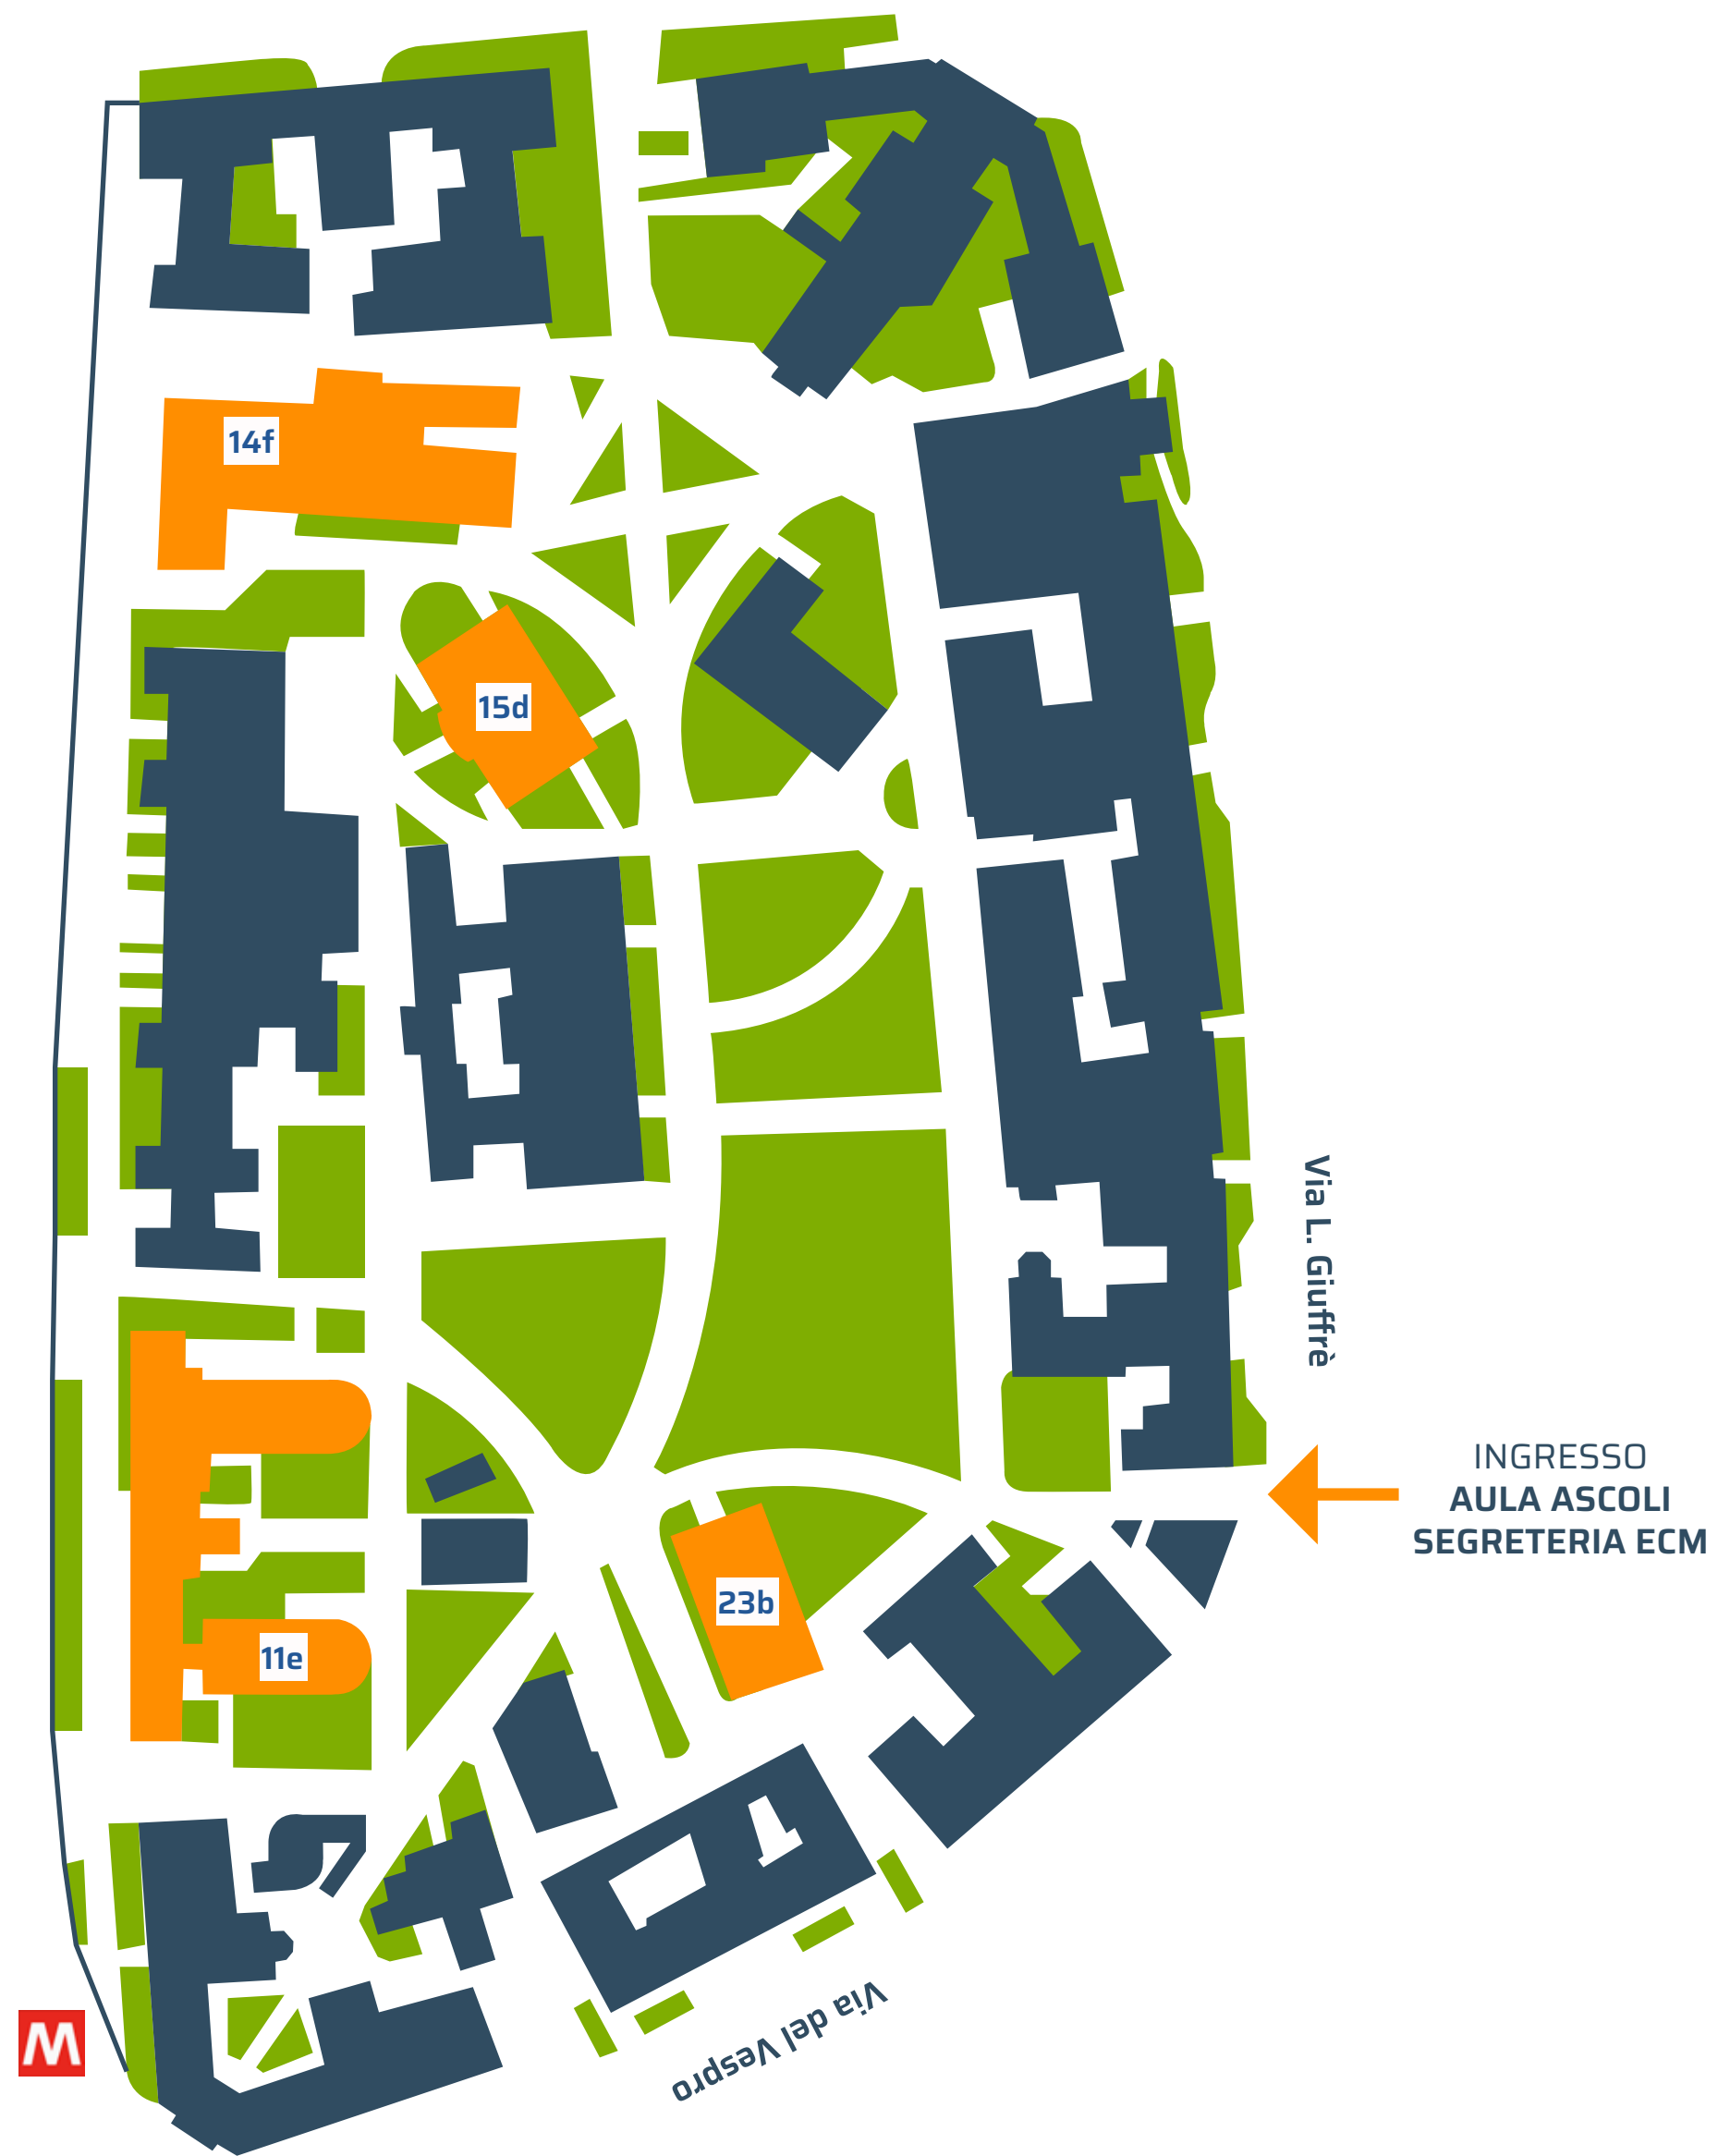 14f
15d
Via L. Giuffrè
INGRESSO
AULA ASCOLI
SEGRETERIA ECM
23b
11e
Via del Vespro
M